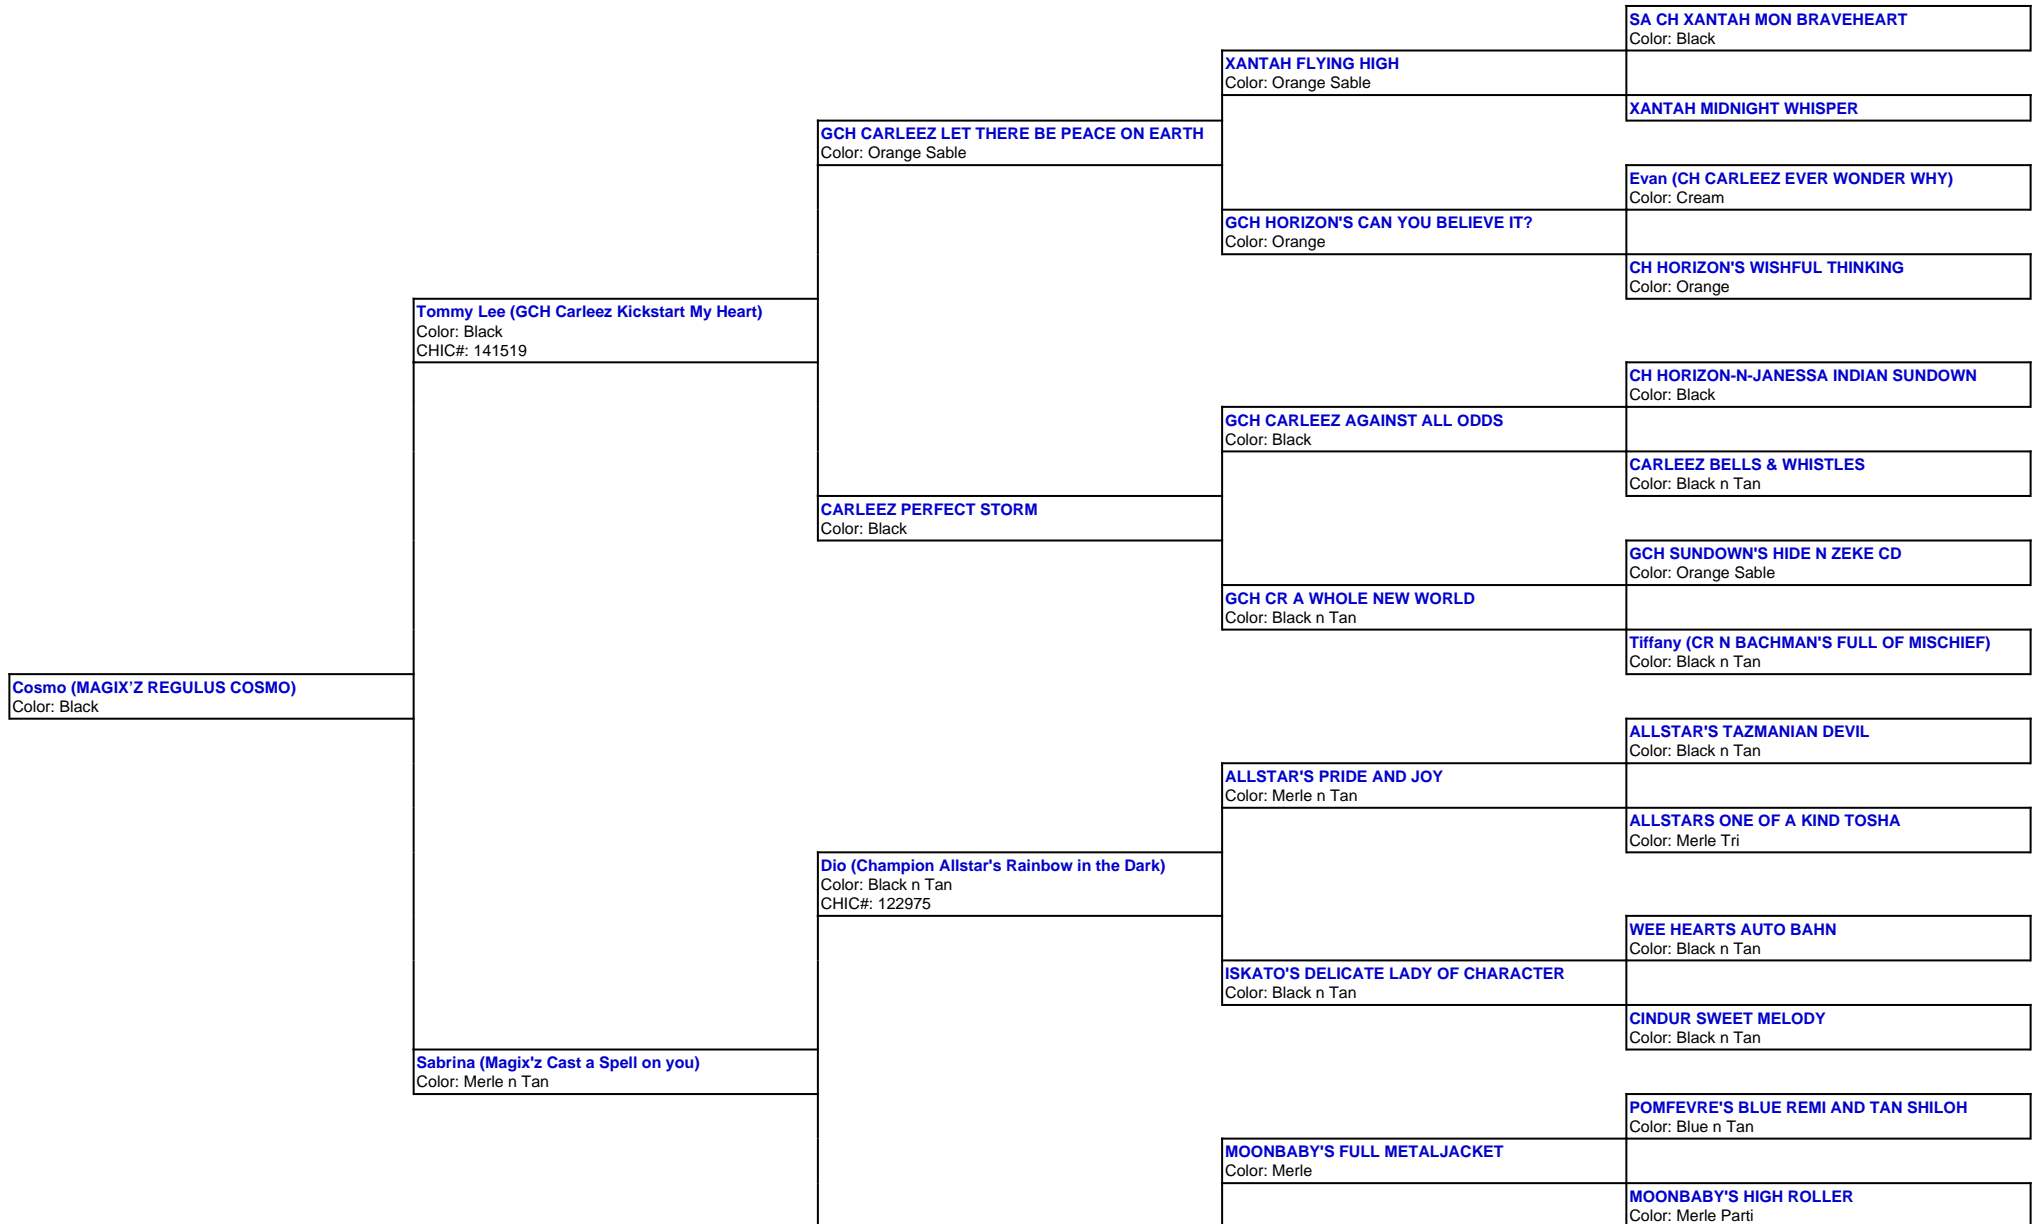 SA CH XANTAH MON BRAVEHEART
Color: Black
XANTAH FLYING HIGH
Color: Orange Sable
XANTAH MIDNIGHT WHISPER
GCH CARLEEZ LET THERE BE PEACE ON EARTH
Color: Orange Sable
Evan (CH CARLEEZ EVER WONDER WHY)
Color: Cream
GCH HORIZON'S CAN YOU BELIEVE IT?
Color: Orange
CH HORIZON'S WISHFUL THINKING
Color: Orange
Tommy Lee (GCH Carleez Kickstart My Heart)
Color: Black
CHIC#: 141519
CH HORIZON-N-JANESSA INDIAN SUNDOWN
Color: Black
GCH CARLEEZ AGAINST ALL ODDS
Color: Black
CARLEEZ BELLS & WHISTLES
Color: Black n Tan
CARLEEZ PERFECT STORM
Color: Black
GCH SUNDOWN'S HIDE N ZEKE CD
Color: Orange Sable
GCH CR A WHOLE NEW WORLD
Color: Black n Tan
Tiffany (CR N BACHMAN'S FULL OF MISCHIEF)
Color: Black n Tan
Cosmo (MAGIX’Z REGULUS COSMO)
Color: Black
ALLSTAR'S TAZMANIAN DEVIL
Color: Black n Tan
ALLSTAR'S PRIDE AND JOY
Color: Merle n Tan
ALLSTARS ONE OF A KIND TOSHA
Color: Merle Tri
Dio (Champion Allstar's Rainbow in the Dark)
Color: Black n Tan
CHIC#: 122975
WEE HEARTS AUTO BAHN
Color: Black n Tan
ISKATO'S DELICATE LADY OF CHARACTER
Color: Black n Tan
CINDUR SWEET MELODY
Color: Black n Tan
Sabrina (Magix'z Cast a Spell on you)
Color: Merle n Tan
POMFEVRE'S BLUE REMI AND TAN SHILOH
Color: Blue n Tan
MOONBABY'S FULL METALJACKET
Color: Merle
MOONBABY'S HIGH ROLLER
Color: Merle Parti